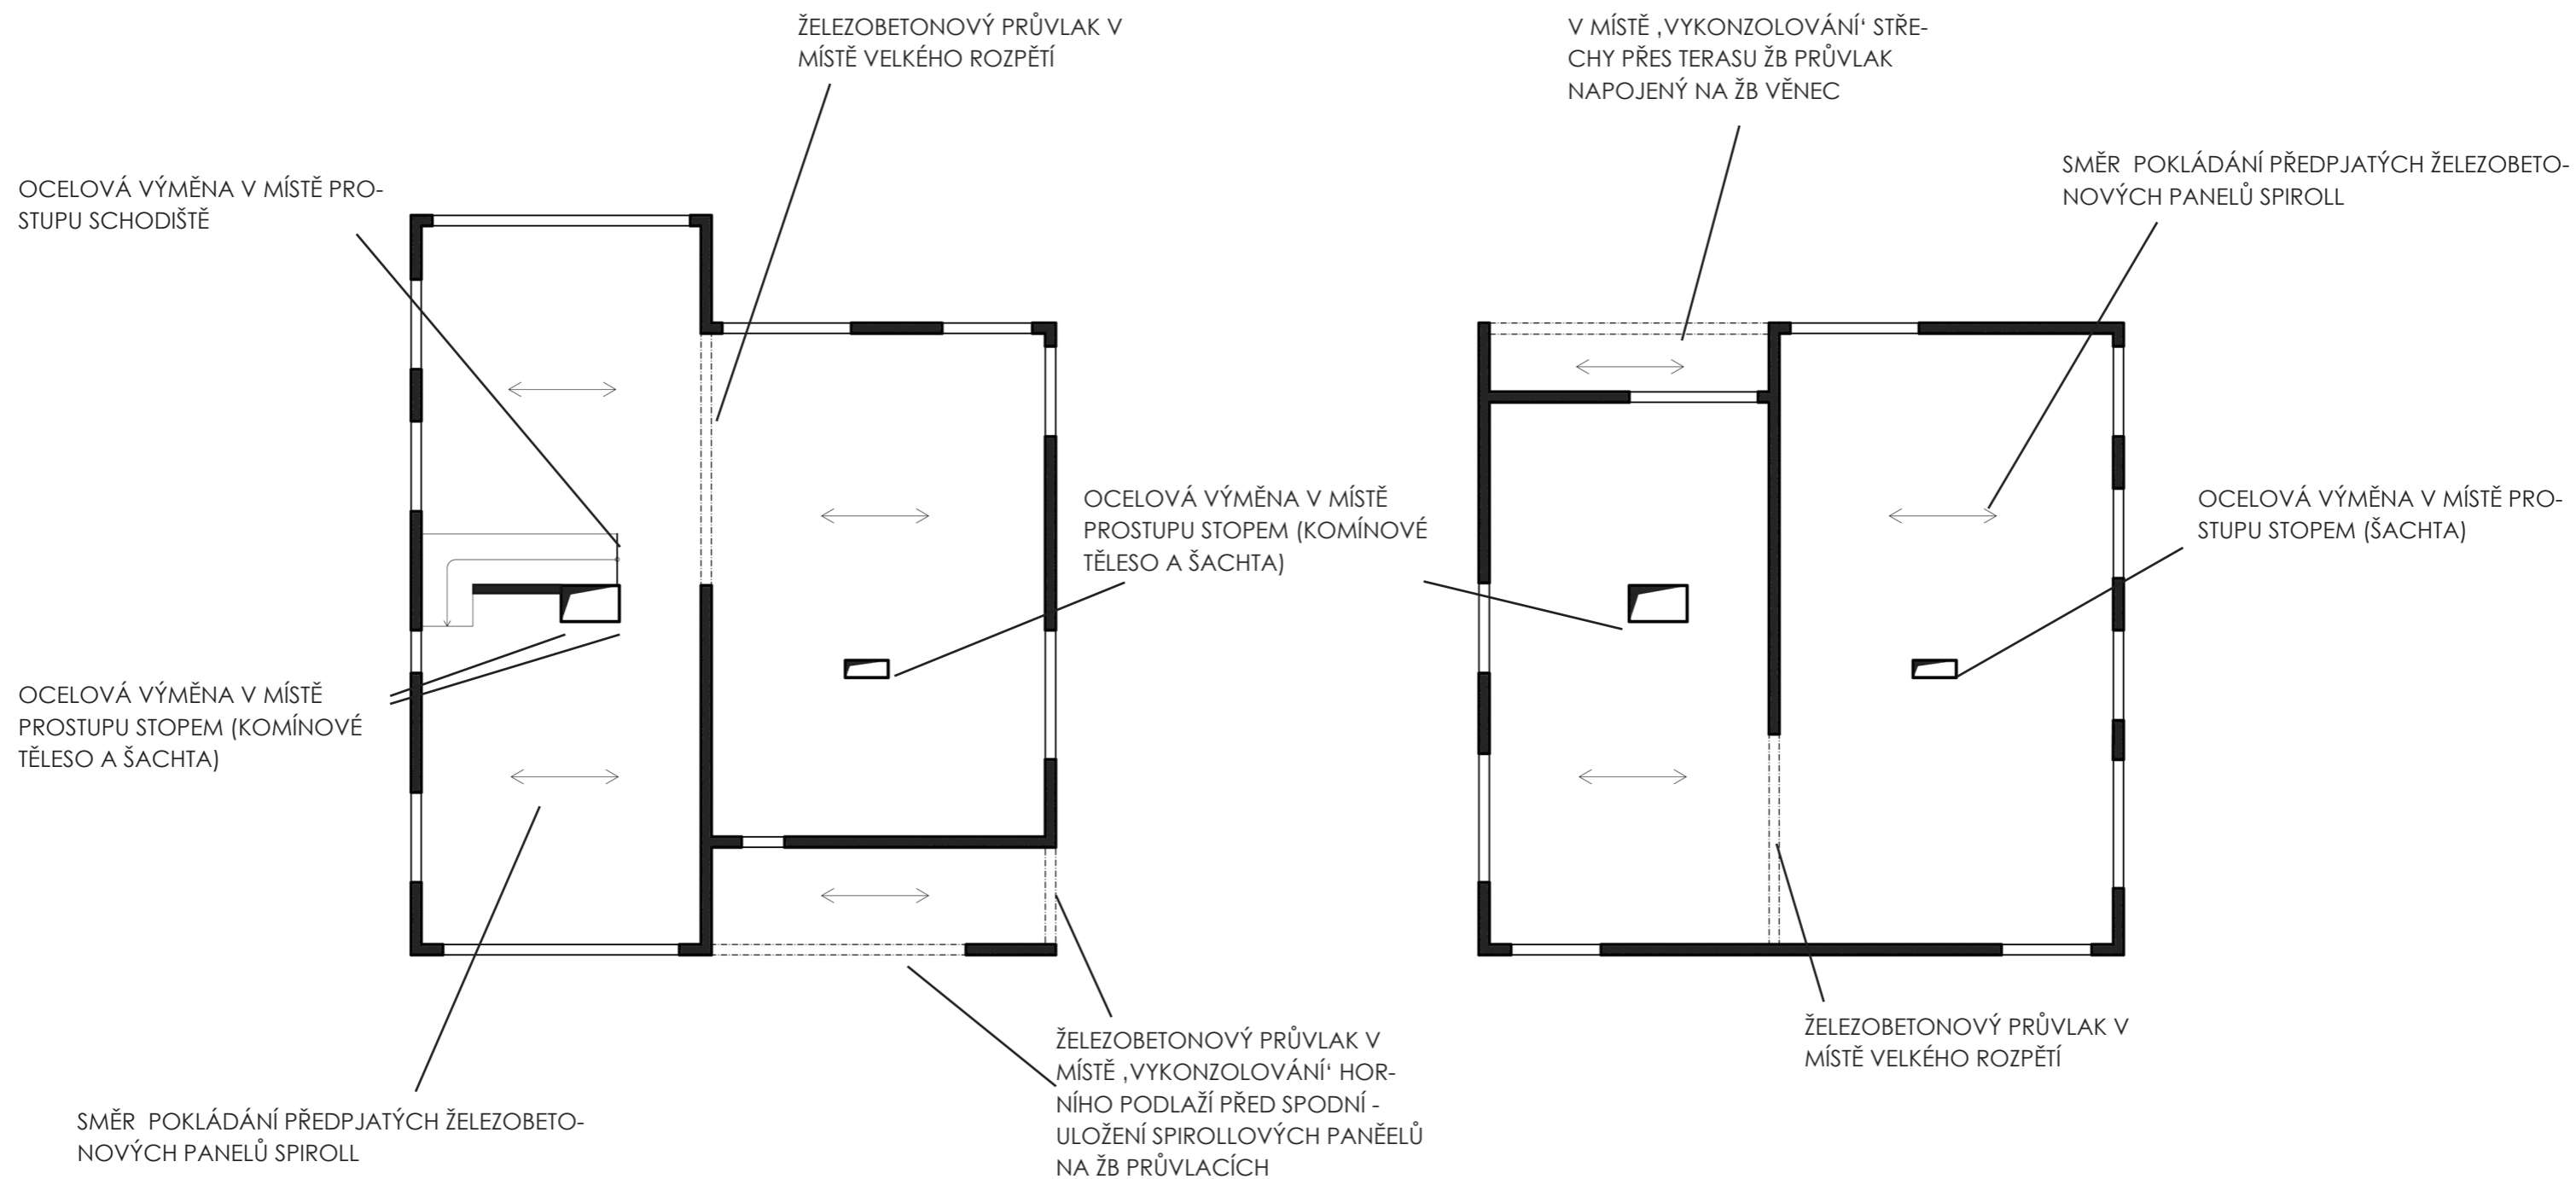 ŽELEZOBETONOVÝ PRŮVLAK V
MÍSTĚ VELKÉHO ROZPĚTÍ
V MÍSTĚ ‚VYKONZOLOVÁNÍ‘ STŘE-
CHY PŘES TERASU ŽB PRŮVLAK
NAPOJENÝ NA ŽB VĚNEC
OCELOVÁ VÝMĚNA V MÍSTĚ PRO-
STUPU SCHODIŠTĚ
SMĚR  POKLÁDÁNÍ PŘEDPJATÝCH ŽELEZOBETO-
NOVÝCH PANELŮ SPIROLL
OCELOVÁ VÝMĚNA V MÍSTĚ
PROSTUPU STOPEM (KOMÍNOVÉ
TĚLESO A ŠACHTA)
OCELOVÁ VÝMĚNA V MÍSTĚ PRO-
STUPU STOPEM (ŠACHTA)
OCELOVÁ VÝMĚNA V MÍSTĚ
PROSTUPU STOPEM (KOMÍNOVÉ
TĚLESO A ŠACHTA)
SMĚR  POKLÁDÁNÍ PŘEDPJATÝCH ŽELEZOBETO-
NOVÝCH PANELŮ SPIROLL
ŽELEZOBETONOVÝ PRŮVLAK V
MÍSTĚ ‚VYKONZOLOVÁNÍ‘ HOR-
NÍHO PODLAŽÍ PŘED SPODNÍ -
ULOŽENÍ SPIROLLOVÝCH PANĚELŮ
NA ŽB PRŮVLACÍCH
ŽELEZOBETONOVÝ PRŮVLAK V
MÍSTĚ VELKÉHO ROZPĚTÍ